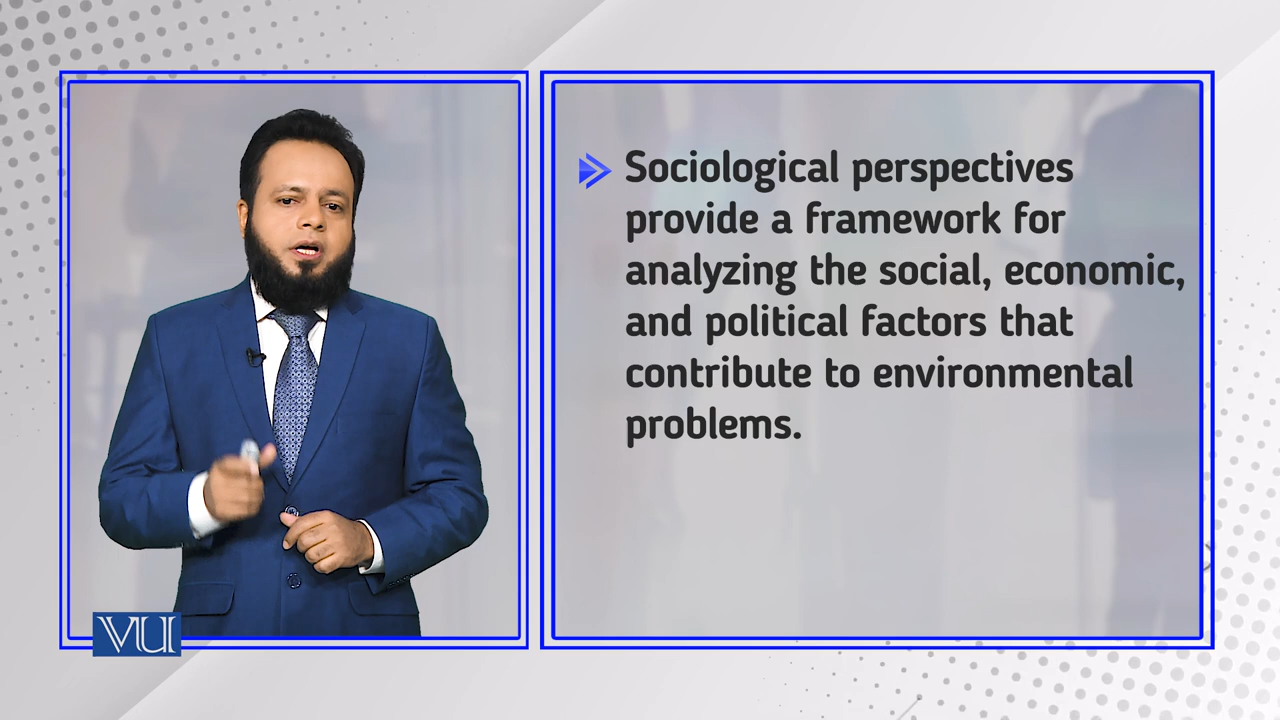 Sociological perspectives
provide a framework for
analyzing the social, economic,
and political factors that
contribute to environmental
problems.
VU